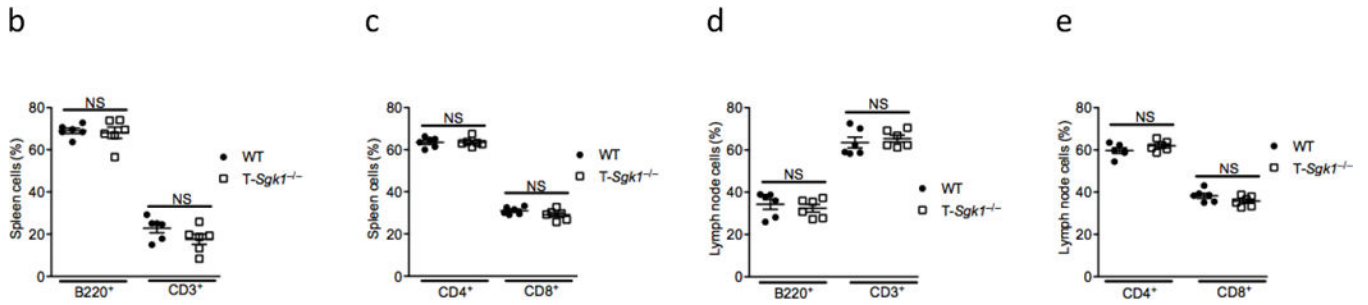 b
c
d
e
Spleen cells (%)
80
60
40
20
0
NS
NS
B220+
CD3+
WT
T-Sgk1–/–
Spleen cells (%)
80
60
40
20
0
NS
NS
CD4+
CD8+
WT
T-Sgk1–/–
Lymph node cells (%)
80
60
40
20
0
NS
NS
B220+
CD3+
WT
T-Sgk1–/–
Lymph node cells (%)
80
60
40
20
0
NS
NS
CD4+
CD8+
WT
T-Sgk1–/–